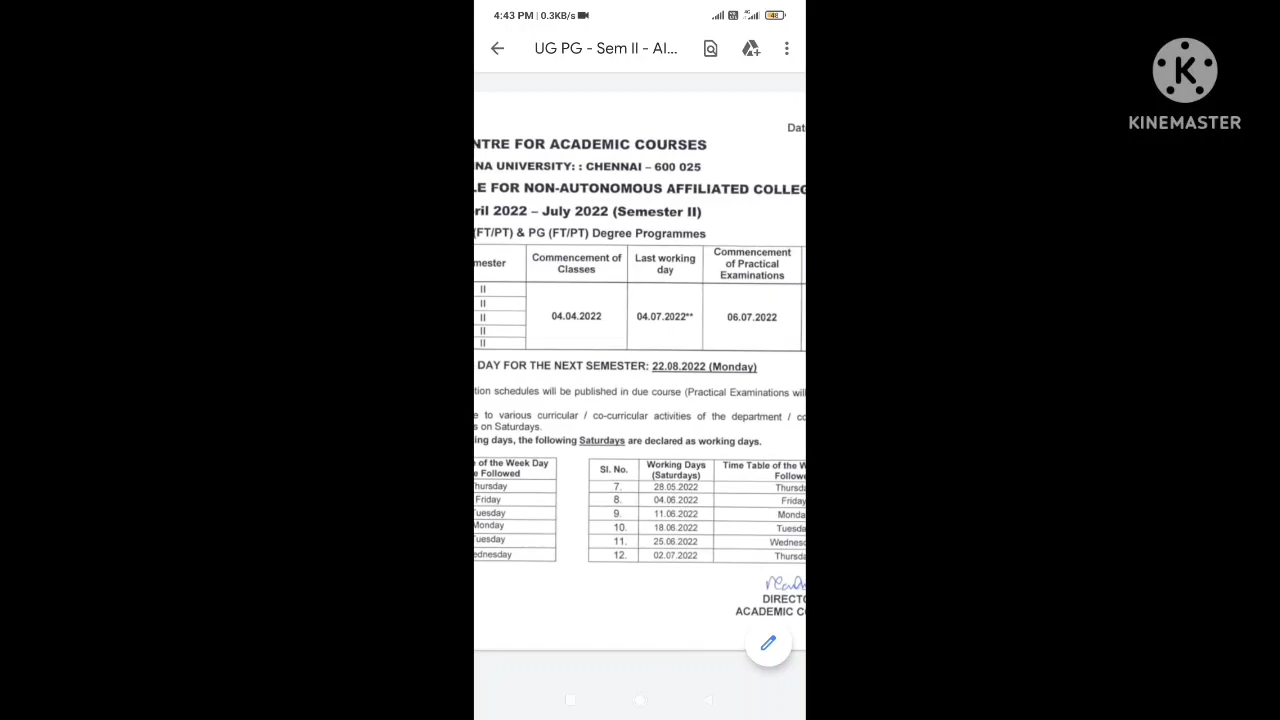 4:43 PM | 0.3KB/s
48
UG PG - Sem II - Al...
K
KINEMASTER
Dat
NTRE FOR ACADEMIC COURSES
NA UNIVERSITY: : CHENNAI – 600 025
LE FOR NON-AUTONOMOUS AFFILIATED COLLEG
ril 2022 – July 2022 (Semester II)
(FT/PT) & PG (FT/PT) Degree Programmes
mester
Commencement of Classes
Last working day
Commencement of Practical Examinations
II
II
II
II
II
04.04.2022
04.07.2022**
06.07.2022
DAY FOR THE NEXT SEMESTER: 22.08.2022 (Monday)
tion schedules will be published in due course (Practical Examinations will
e to various curricular / co-curricular activities of the department / co
s on Saturdays.
ing days, the following Saturdays are declared as working days.
of the Week Day
e Followed
Thursday
Friday
Tuesday
Monday
Tuesday
ednesday
Sl. No.
Working Days (Saturdays)
Time Table of the W
Followe
7. 28.05.2022 Thursda
8. 04.06.2022 Friday
9. 11.06.2022 Monda
10. 18.06.2022 Tuesda
11. 25.06.2022 Wednesd
12. 02.07.2022 Thursda
DIRECTO
ACADEMIC C